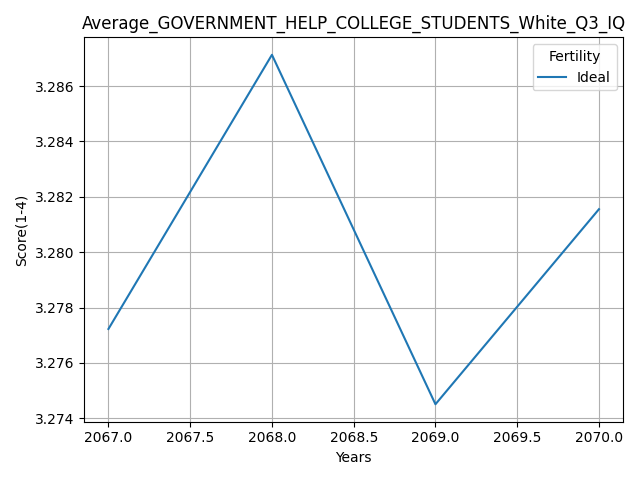 Average_GOVERNMENT_HELP_COLLEGE_STUDENTS_White_Q3_IQ
Fertility
Ideal
3.286
3.284
3.282
3.280
3.278
3.276
3.274
Score(1-4)
2067.0 2067.5 2068.0 2068.5 2069.0 2069.5 2070.0
Years